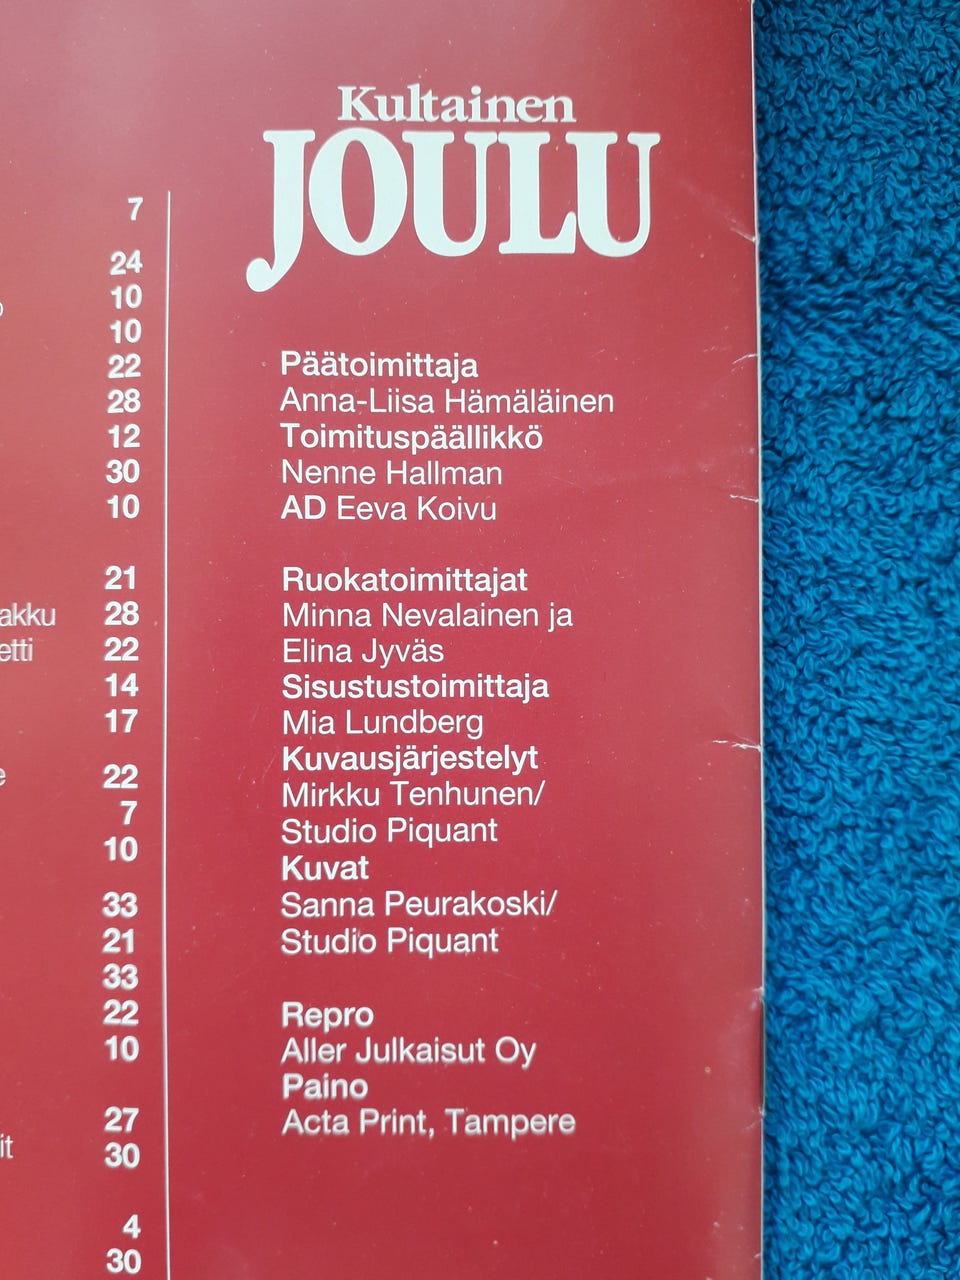 Kultainen
JOULU
7
24
10
10
22
28
12
30
10
21
akku 28
etti 22
14
17
22
7
10
33
21
33
22
10
27
it 30
4
30
Päätoimittaja
Anna-Liisa Hämäläinen
Toimituspäällikkö
Nenne Hallman
AD Eeva Koivu
Ruokatoimittajat
Minna Nevalainen ja
Elina Jyväs
Sisustustoimittaja
Mia Lundberg
Kuvausjärjestelyt
Mirkku Tenhunen/
Studio Piquant
Kuvat
Sanna Peurakoski/
Studio Piquant
Repro
Aller Julkaisut Oy
Paino
Acta Print, Tampere